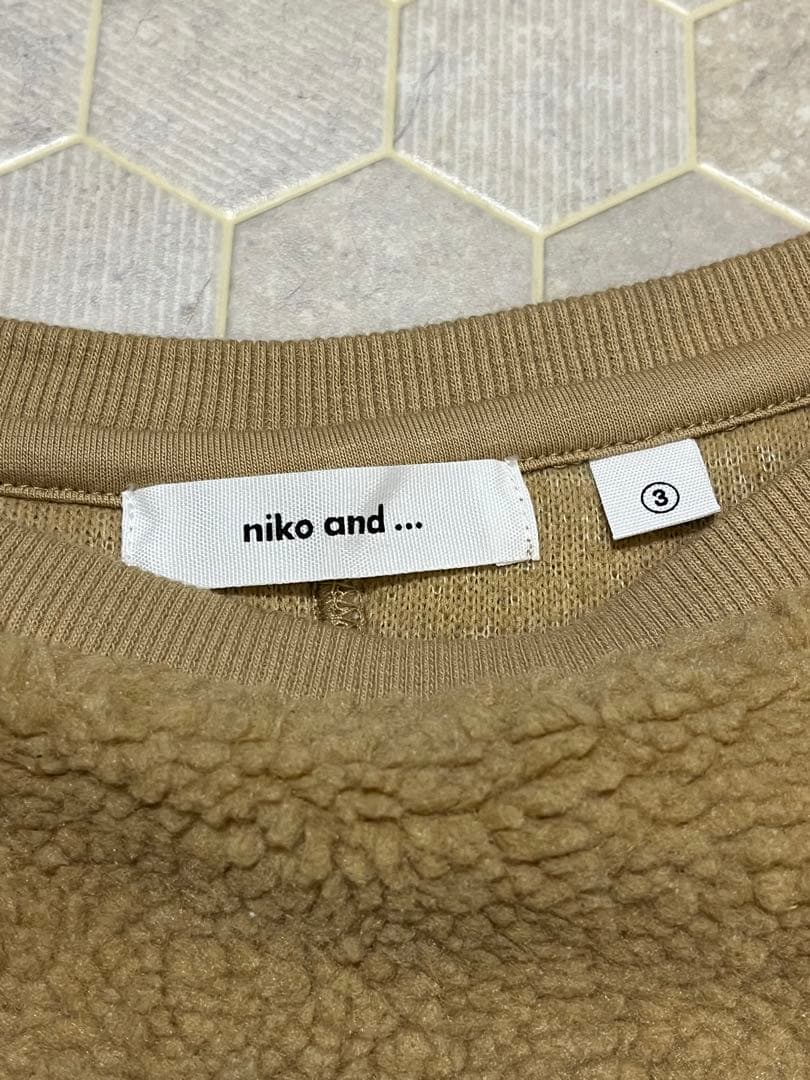 niko and ...
③